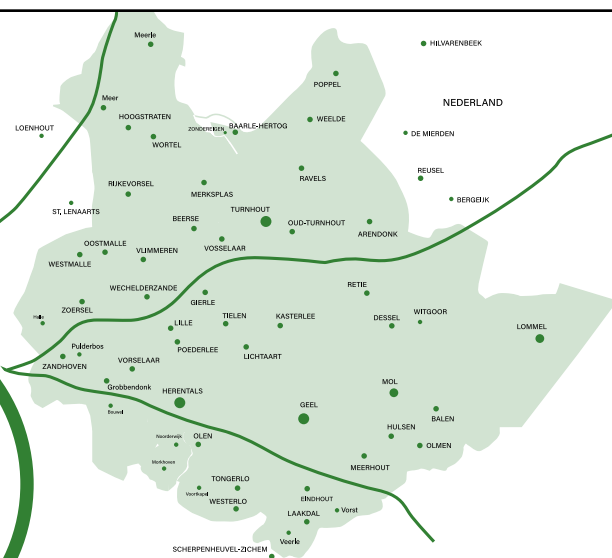 Meerle
HILVARENBEEK
POPPEL
NEDERLAND
Meer
HOOGSTRATEN
WEELDE
LOENHOUT
ZONDEREIGEN
BAARLE-HERTOG
DE MIERDEN
WORTEL
RAVELS
REUSEL
RIJKEVORSEL
MERKSPLAS
BERGEIJK
ST. LENAARTS
TURNHOUT
BEERSE
OUD-TURNHOUT
ARENDONK
OOSTMALLE
VOSSELAAR
VLIMMEREN
WESTMALLE
WECHELDERZANDE
RETIE
GIERLE
ZOERSEL
Halle
LILLE
TIELEN
KASTERLEE
DESSEL
WITGOOR
LOMMEL
Pulderbos
POEDERLEE
LICHTAART
ZANDHOVEN
VORSELAAR
Grobbendonk
HERENTALS
MOL
GEEL
Bouwel
BALEN
HULSEN
Noorderwijk
OLEN
OLMEN
Morkhoven
MEERHOUT
TONGERLO
Voortkapel
WESTERLO
EINDHOUT
LAAKDAL
Vorst
Veerle
SCHERPENHEUVEL-ZICHEM